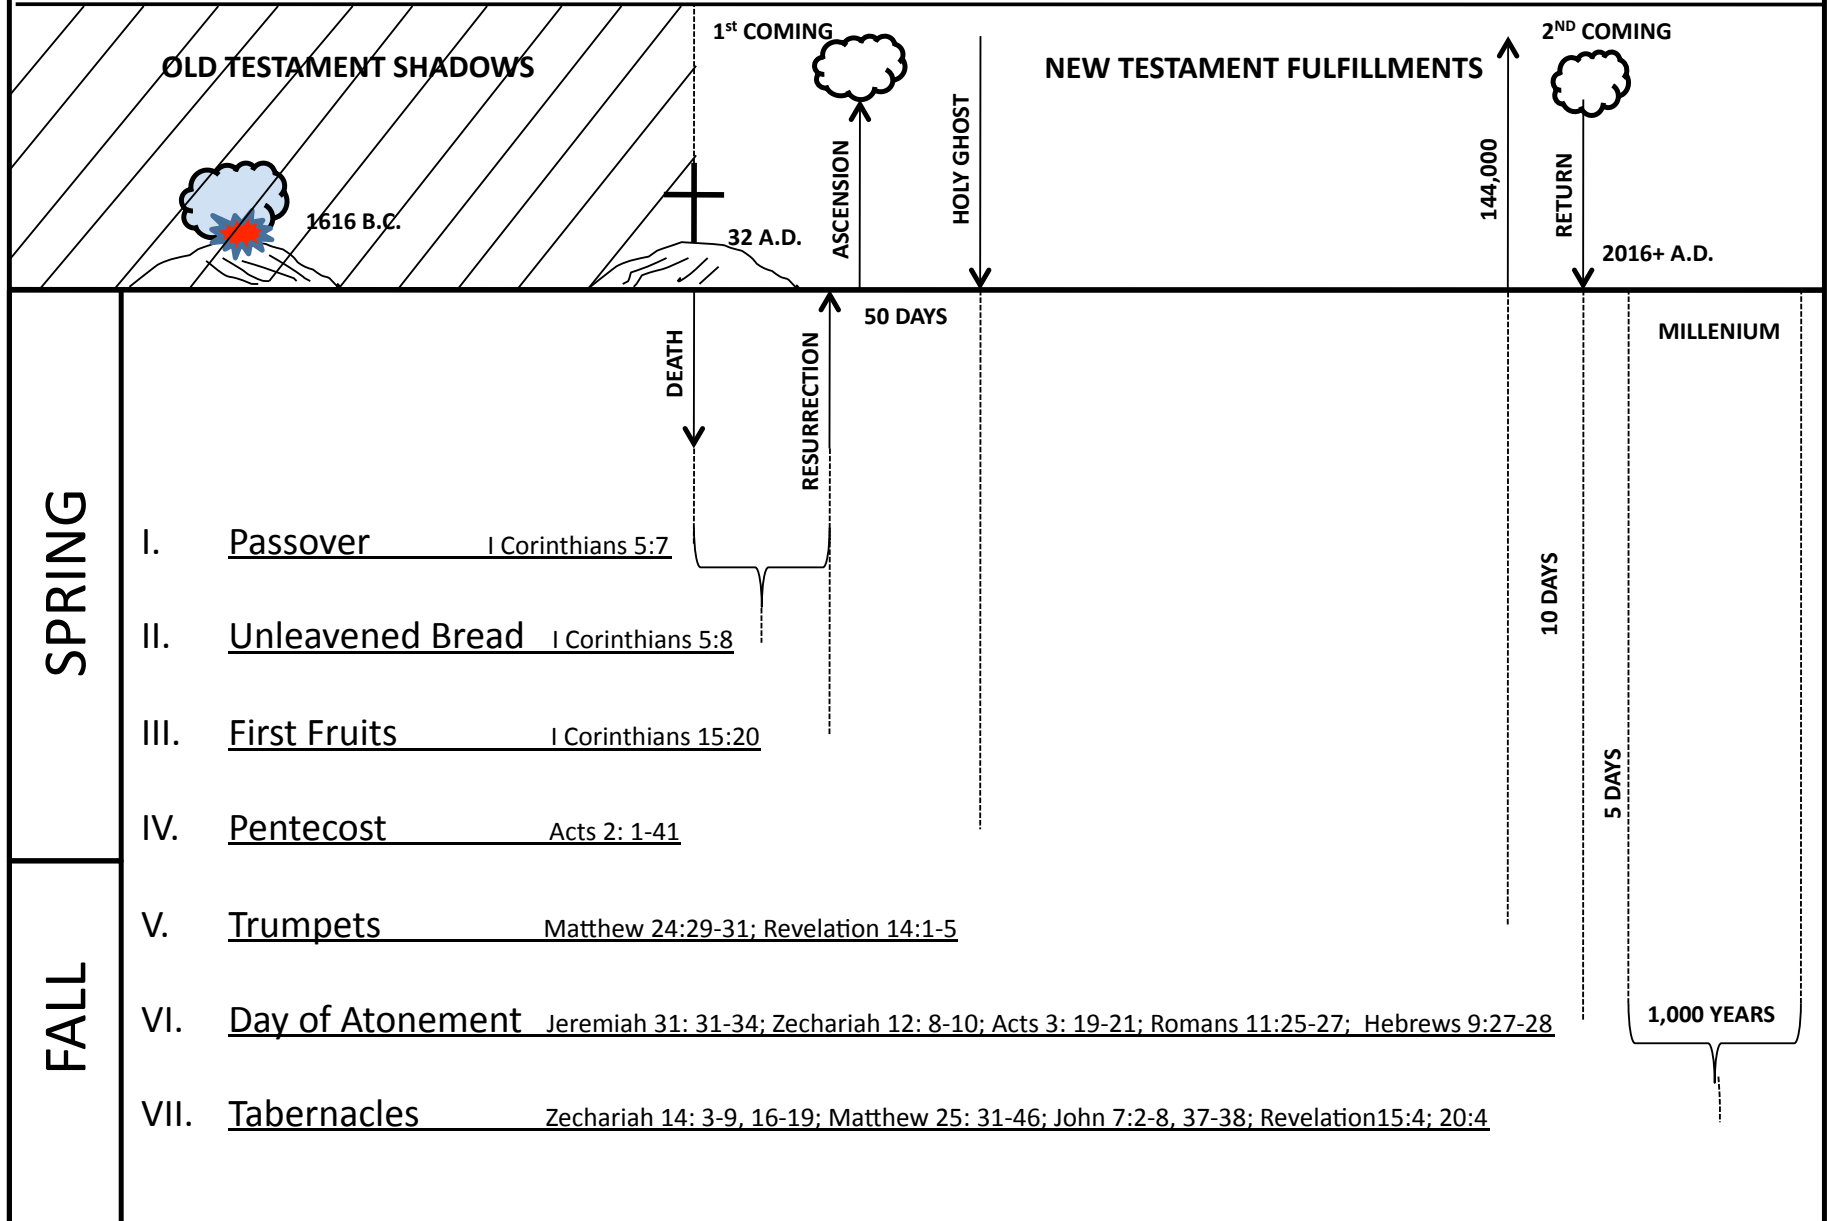 1st COMING
2ND COMING
OLD TESTAMENT SHADOWS
NEW TESTAMENT FULFILLMENTS
HOLY GHOST
144,000
ASCENSION
RETURN
1616 B.C.
32 A.D.
2016+ A.D.
50 DAYS
MILLENIUM
DEATH
RESURRECTION
SPRING
I. Passover I Corinthians 5:7
10 DAYS
II. Unleavened Bread I Corinthians 5:8
III. First Fruits I Corinthians 15:20
5 DAYS
IV. Pentecost Acts 2: 1-41
FALL
V. Trumpets Matthew 24:29-31; Revelation 14:1-5
VI. Day of Atonement Jeremiah 31: 31-34; Zechariah 12: 8-10; Acts 3: 19-21; Romans 11:25-27; Hebrews 9:27-28
1,000 YEARS
VII. Tabernacles Zechariah 14: 3-9, 16-19; Matthew 25: 31-46; John 7:2-8, 37-38; Revelation15:4; 20:4